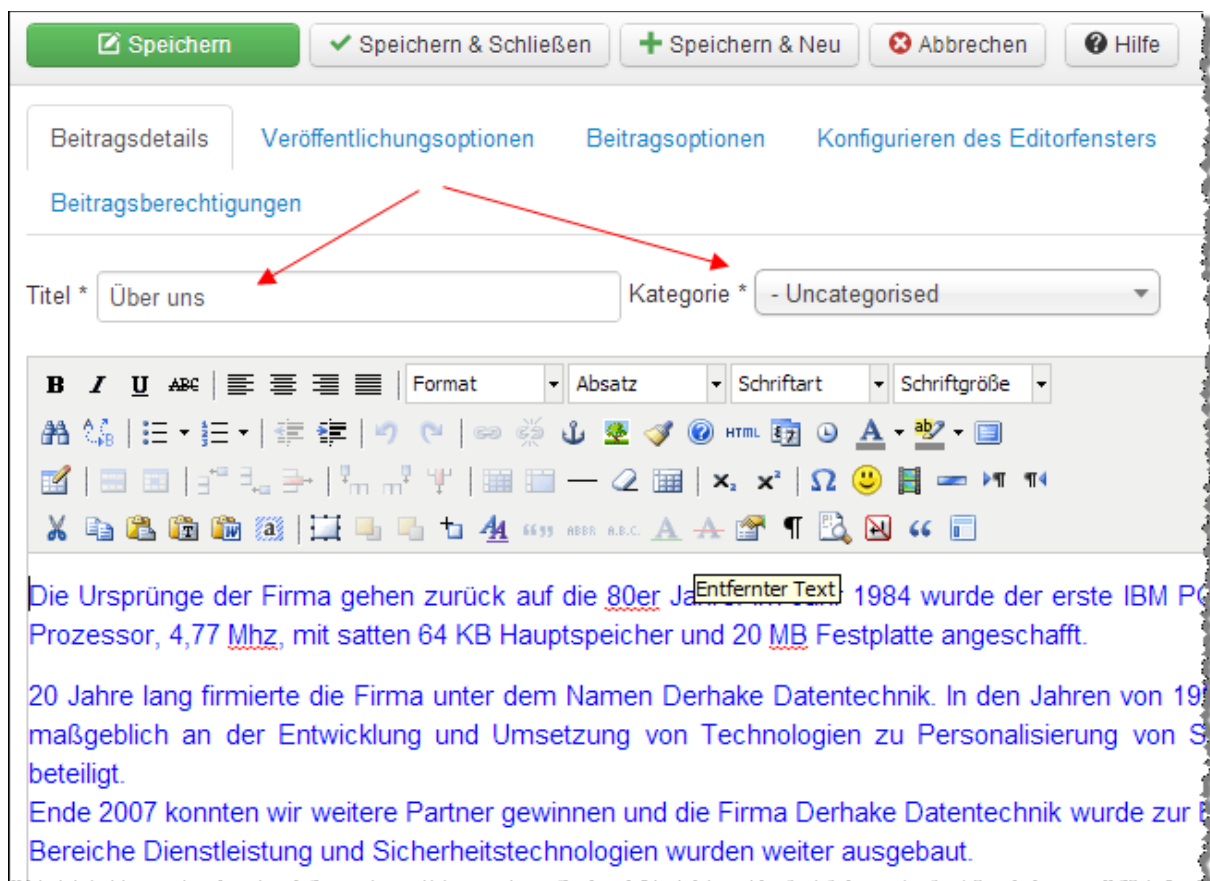 Speichern Speichern & Schließen Speichern & Neu Abbrechen Hilfe
Beitragsdetails Veröffentlichungsoptionen Beitragsoptionen Konfigurieren des Editorfensters
Beitragsberechtigungen
Titel * Über uns Kategorie * - Uncategorised
B I U ABC Format Absatz Schriftart Schriftgröße
HTML A ab
x₂ x² Ω ¶ ¶
a A ABBR A.B.C. A A ¶
Entfernter Text
Die Ursprünge der Firma gehen zurück auf die 80er 1984 wurde der erste IBM
Prozessor, 4,77 Mhz, mit satten 64 KB Hauptspeicher und 20 MB Festplatte angeschafft.
20 Jahre lang firmierte die Firma unter dem Namen Derhake Datentechnik. In den Jahren von
maßgeblich an der Entwicklung und Umsetzung von Technologien zu Personalisierung von
beteiligt.
Ende 2007 konnten wir weitere Partner gewinnen und die Firma Derhake Datentechnik wurde zur
Bereiche Dienstleistung und Sicherheitstechnologien wurden weiter ausgebaut.